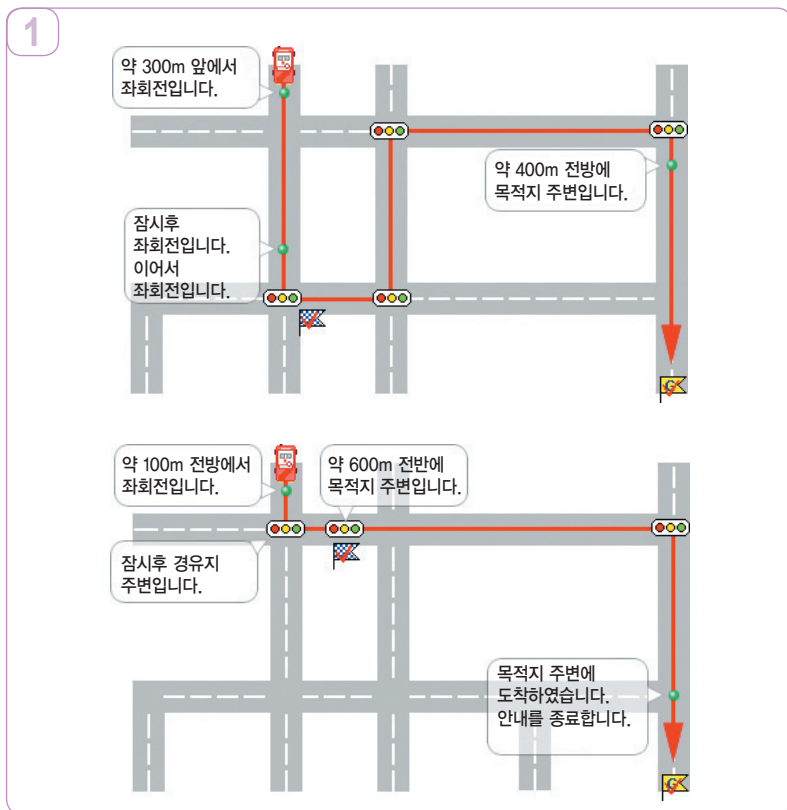 1
약 300m 앞에서
좌회전입니다.
약 400m 전방에
목적지 주변입니다.
잠시후
좌회전입니다.
이어서
좌회전입니다.
G
약 100m 전방에서
좌회전입니다.
약 600m 전반에
목적지 주변입니다.
잠시후 경유지
주변입니다.
목적지 주변에
도착하였습니다.
안내를 종료합니다.
G